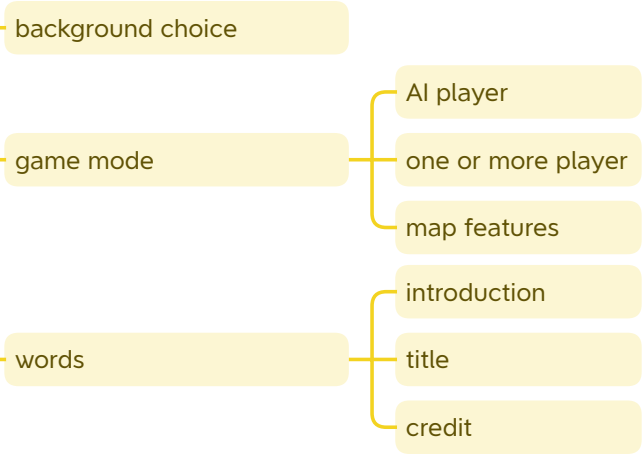 background choice
game mode
AI player
one or more player
map features
words
introduction
title
credit